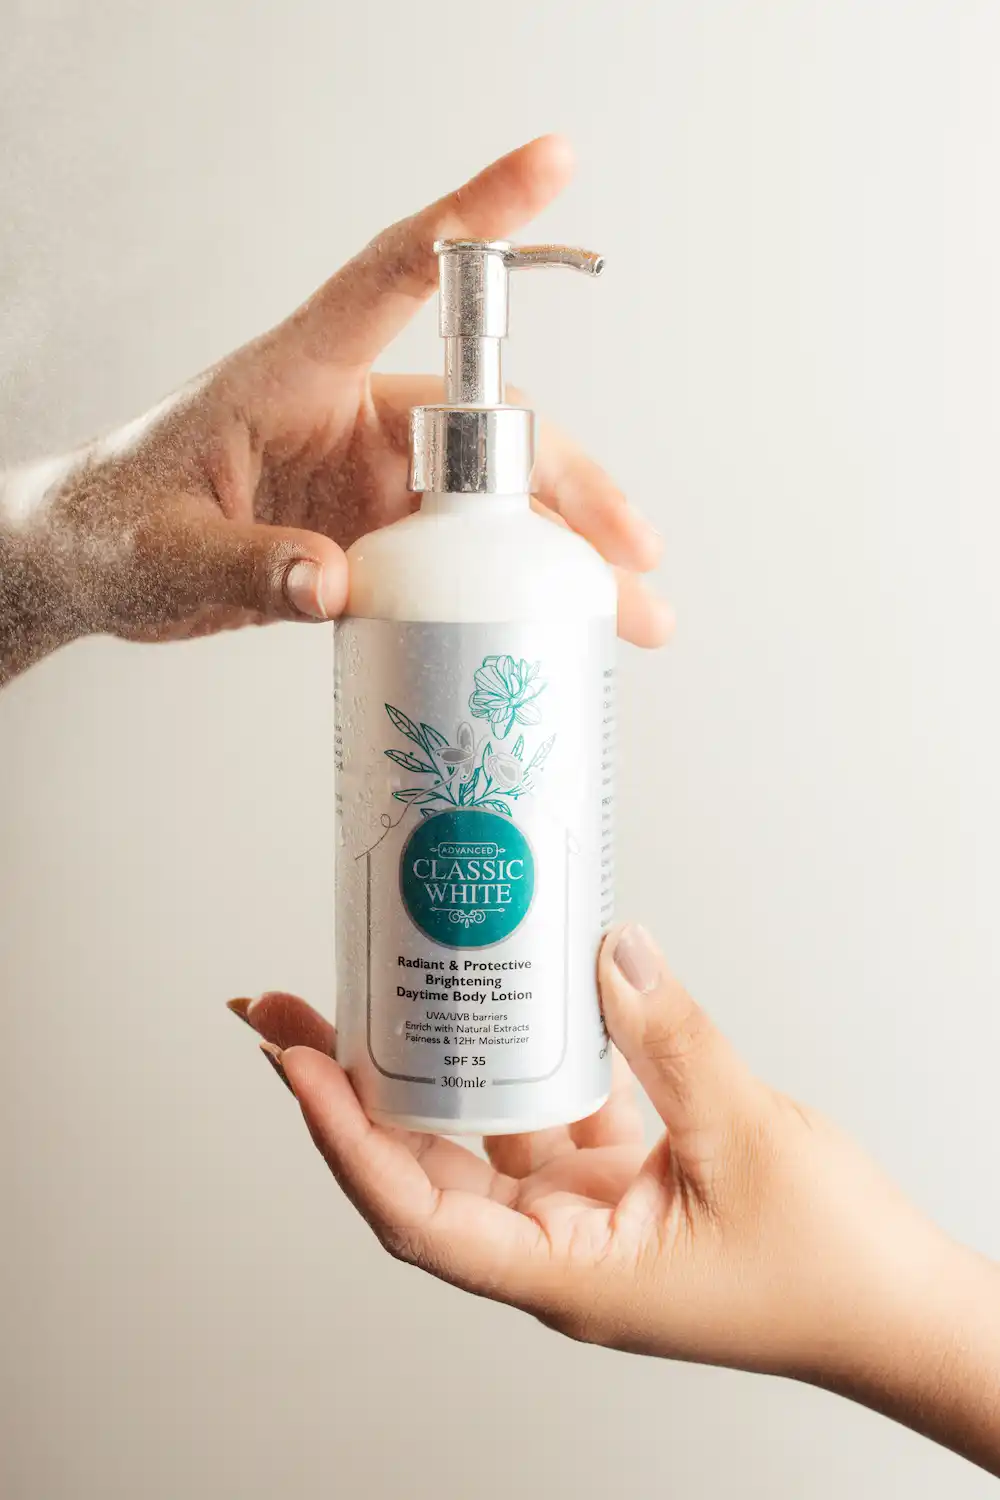 ADVANCED
CLASSIC
WHITE
Radiant & Protective
Brightening
Daytime Body Lotion
UVA/UVB barriers
Enrich with Natural Extracts
Fairness & 12Hr Moisturizer
SPF 35
300mle